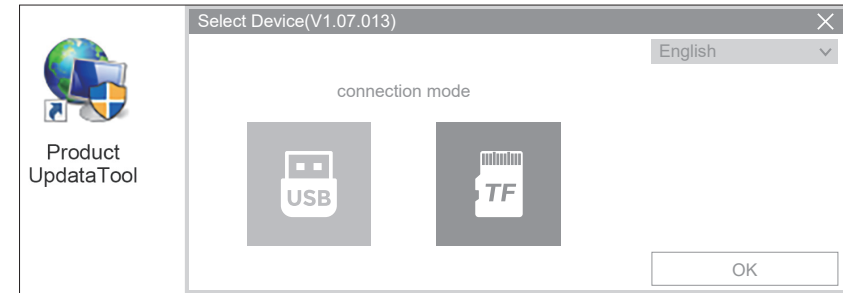 Select Device(V1.07.013)
English
connection mode
Product
UpdataTool
USB
TF
OK